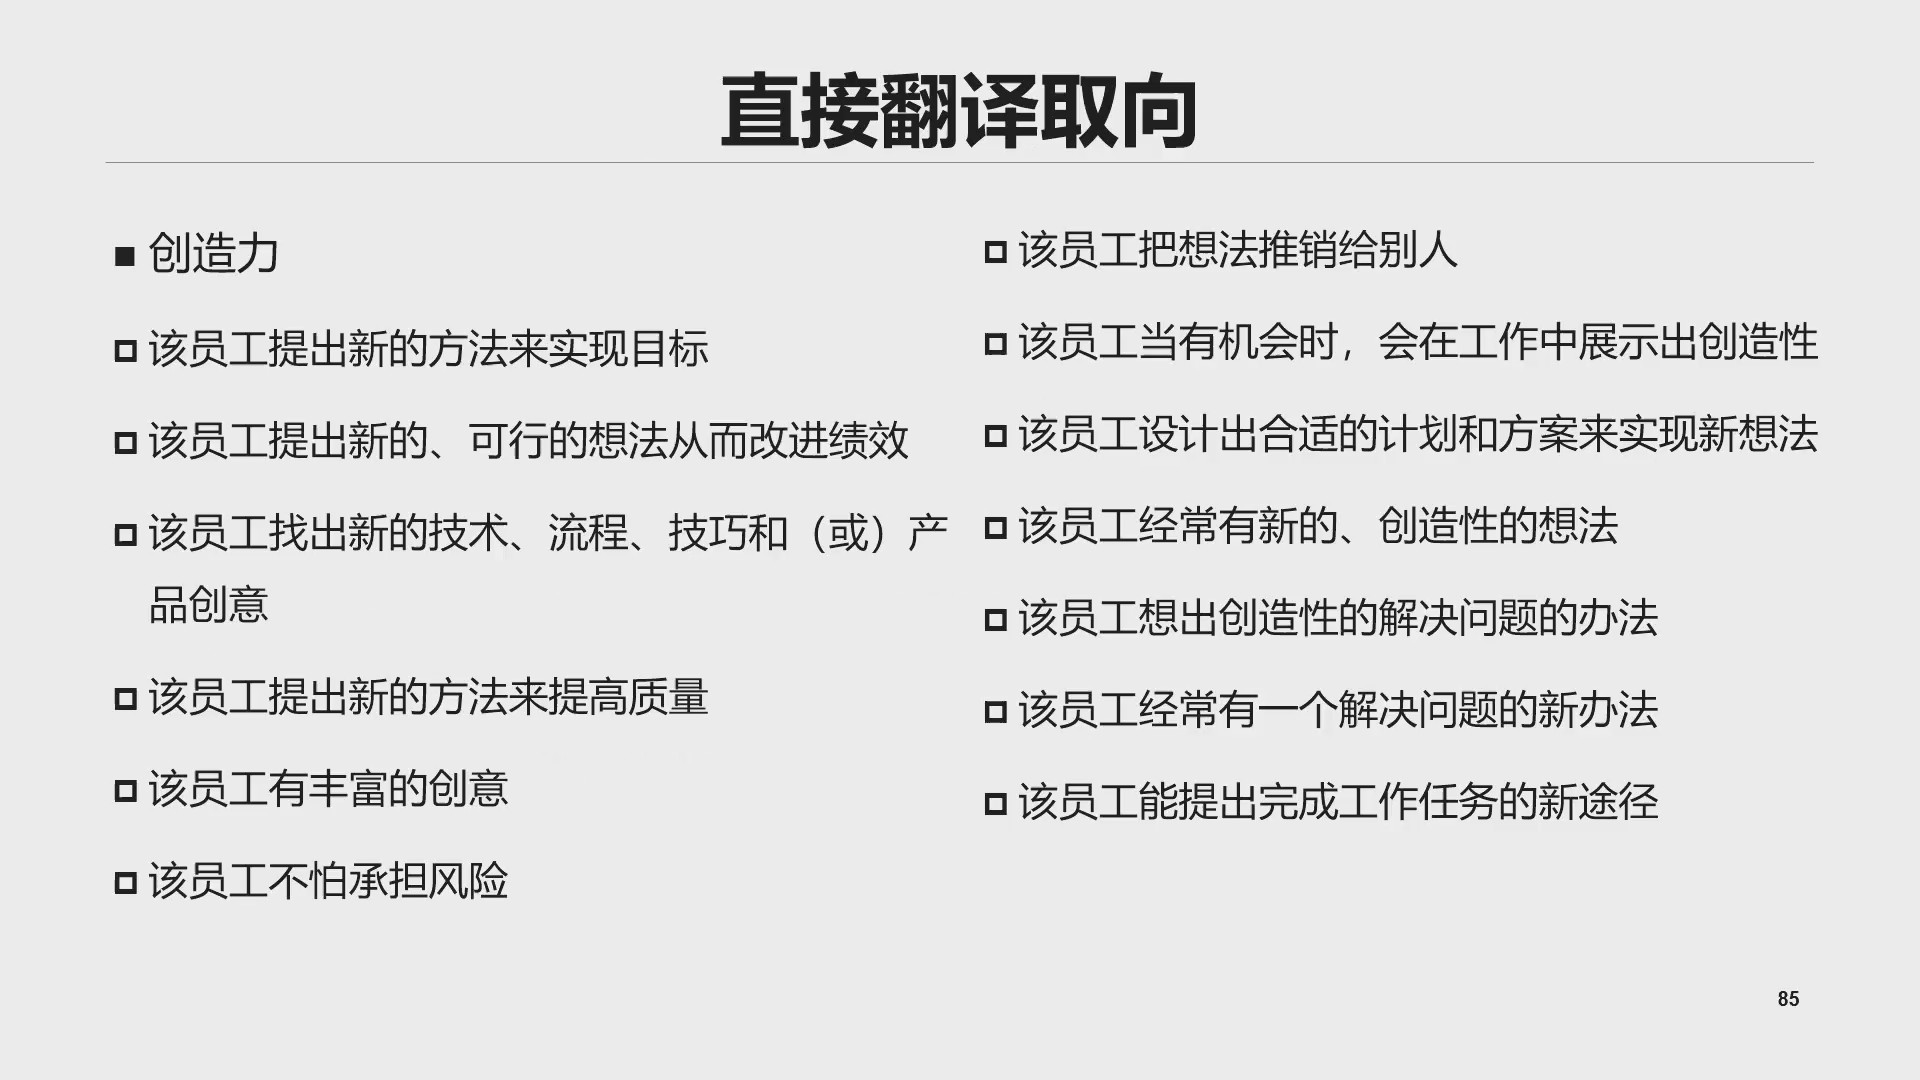 直接翻译取向
创造力
该员工提出新的方法来实现目标
该员工提出新的、可行的想法从而改进绩效
该员工找出新的技术、流程、技巧和（或）产
品创意
该员工提出新的方法来提高质量
该员工有丰富的创意
该员工不怕承担风险
该员工把想法推销给别人
该员工当有机会时，会在工作中展示出创造性
该员工设计出合适的计划和方案来实现新想法
该员工经常有新的、创造性的想法
该员工想出创造性的解决问题的办法
该员工经常有一个解决问题的新办法
该员工能提出完成工作任务的新途径
85